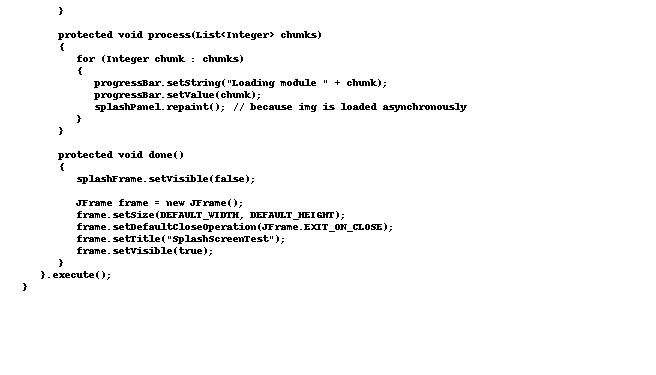 }
protected void process(List<Integer> chunks)
{
for (Integer chunk : chunks)
{
progressBar.setString("Loading module " + chunk);
progressBar.setValue(chunk);
splashPanel.repaint(); // because img is loaded asynchronously
}
}
protected void done()
{
splashFrame.setVisible(false);
JFrame frame = new JFrame();
frame.setSize(DEFAULT_WIDTH, DEFAULT_HEIGHT);
frame.setDefaultCloseOperation(JFrame.EXIT_ON_CLOSE);
frame.setTitle("SplashScreenTest");
frame.setVisible(true);
}
}.execute();
}